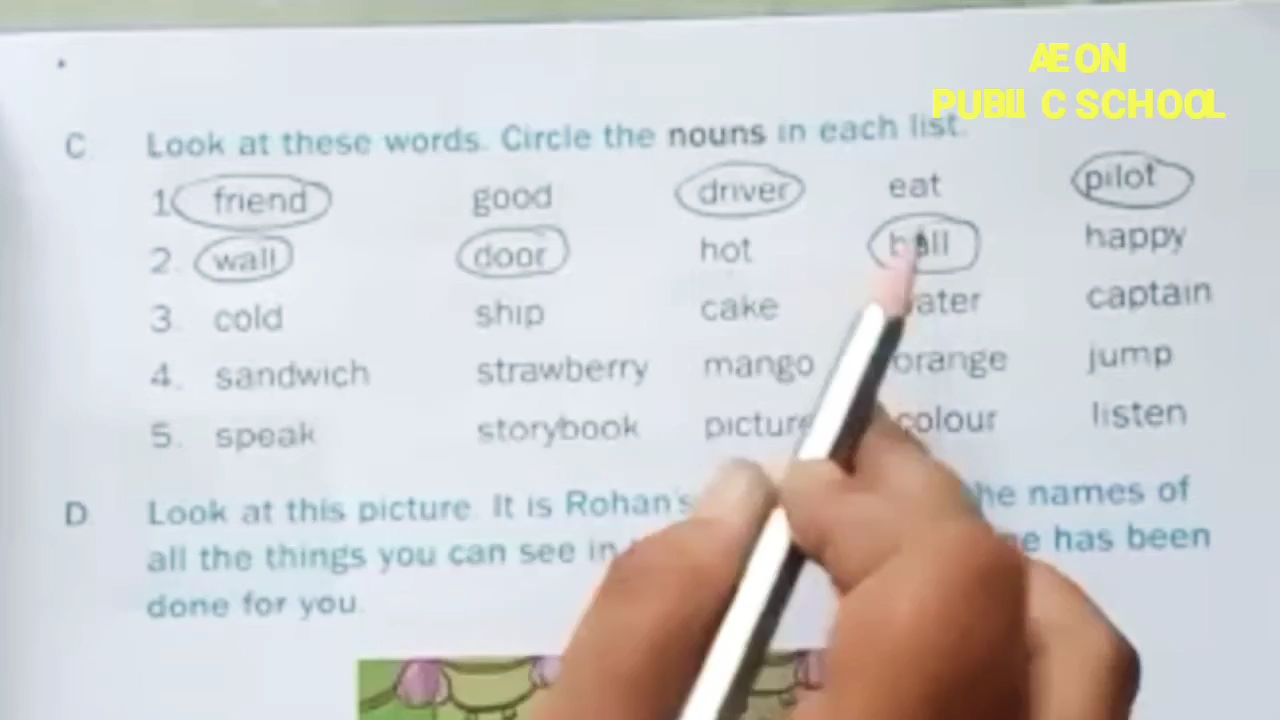 AEON
PUBLIC SCHOOL
C. Look at these words. Circle the nouns in each list.
1. friend good driver eat pilot
2. wall door hot ball happy
3. cold ship cake water captain
4. sandwich strawberry mango orange jump
5. speak storybook picture colour listen
D. Look at this picture. It is Rohan's the names of
all the things you can see in has been
done for you.